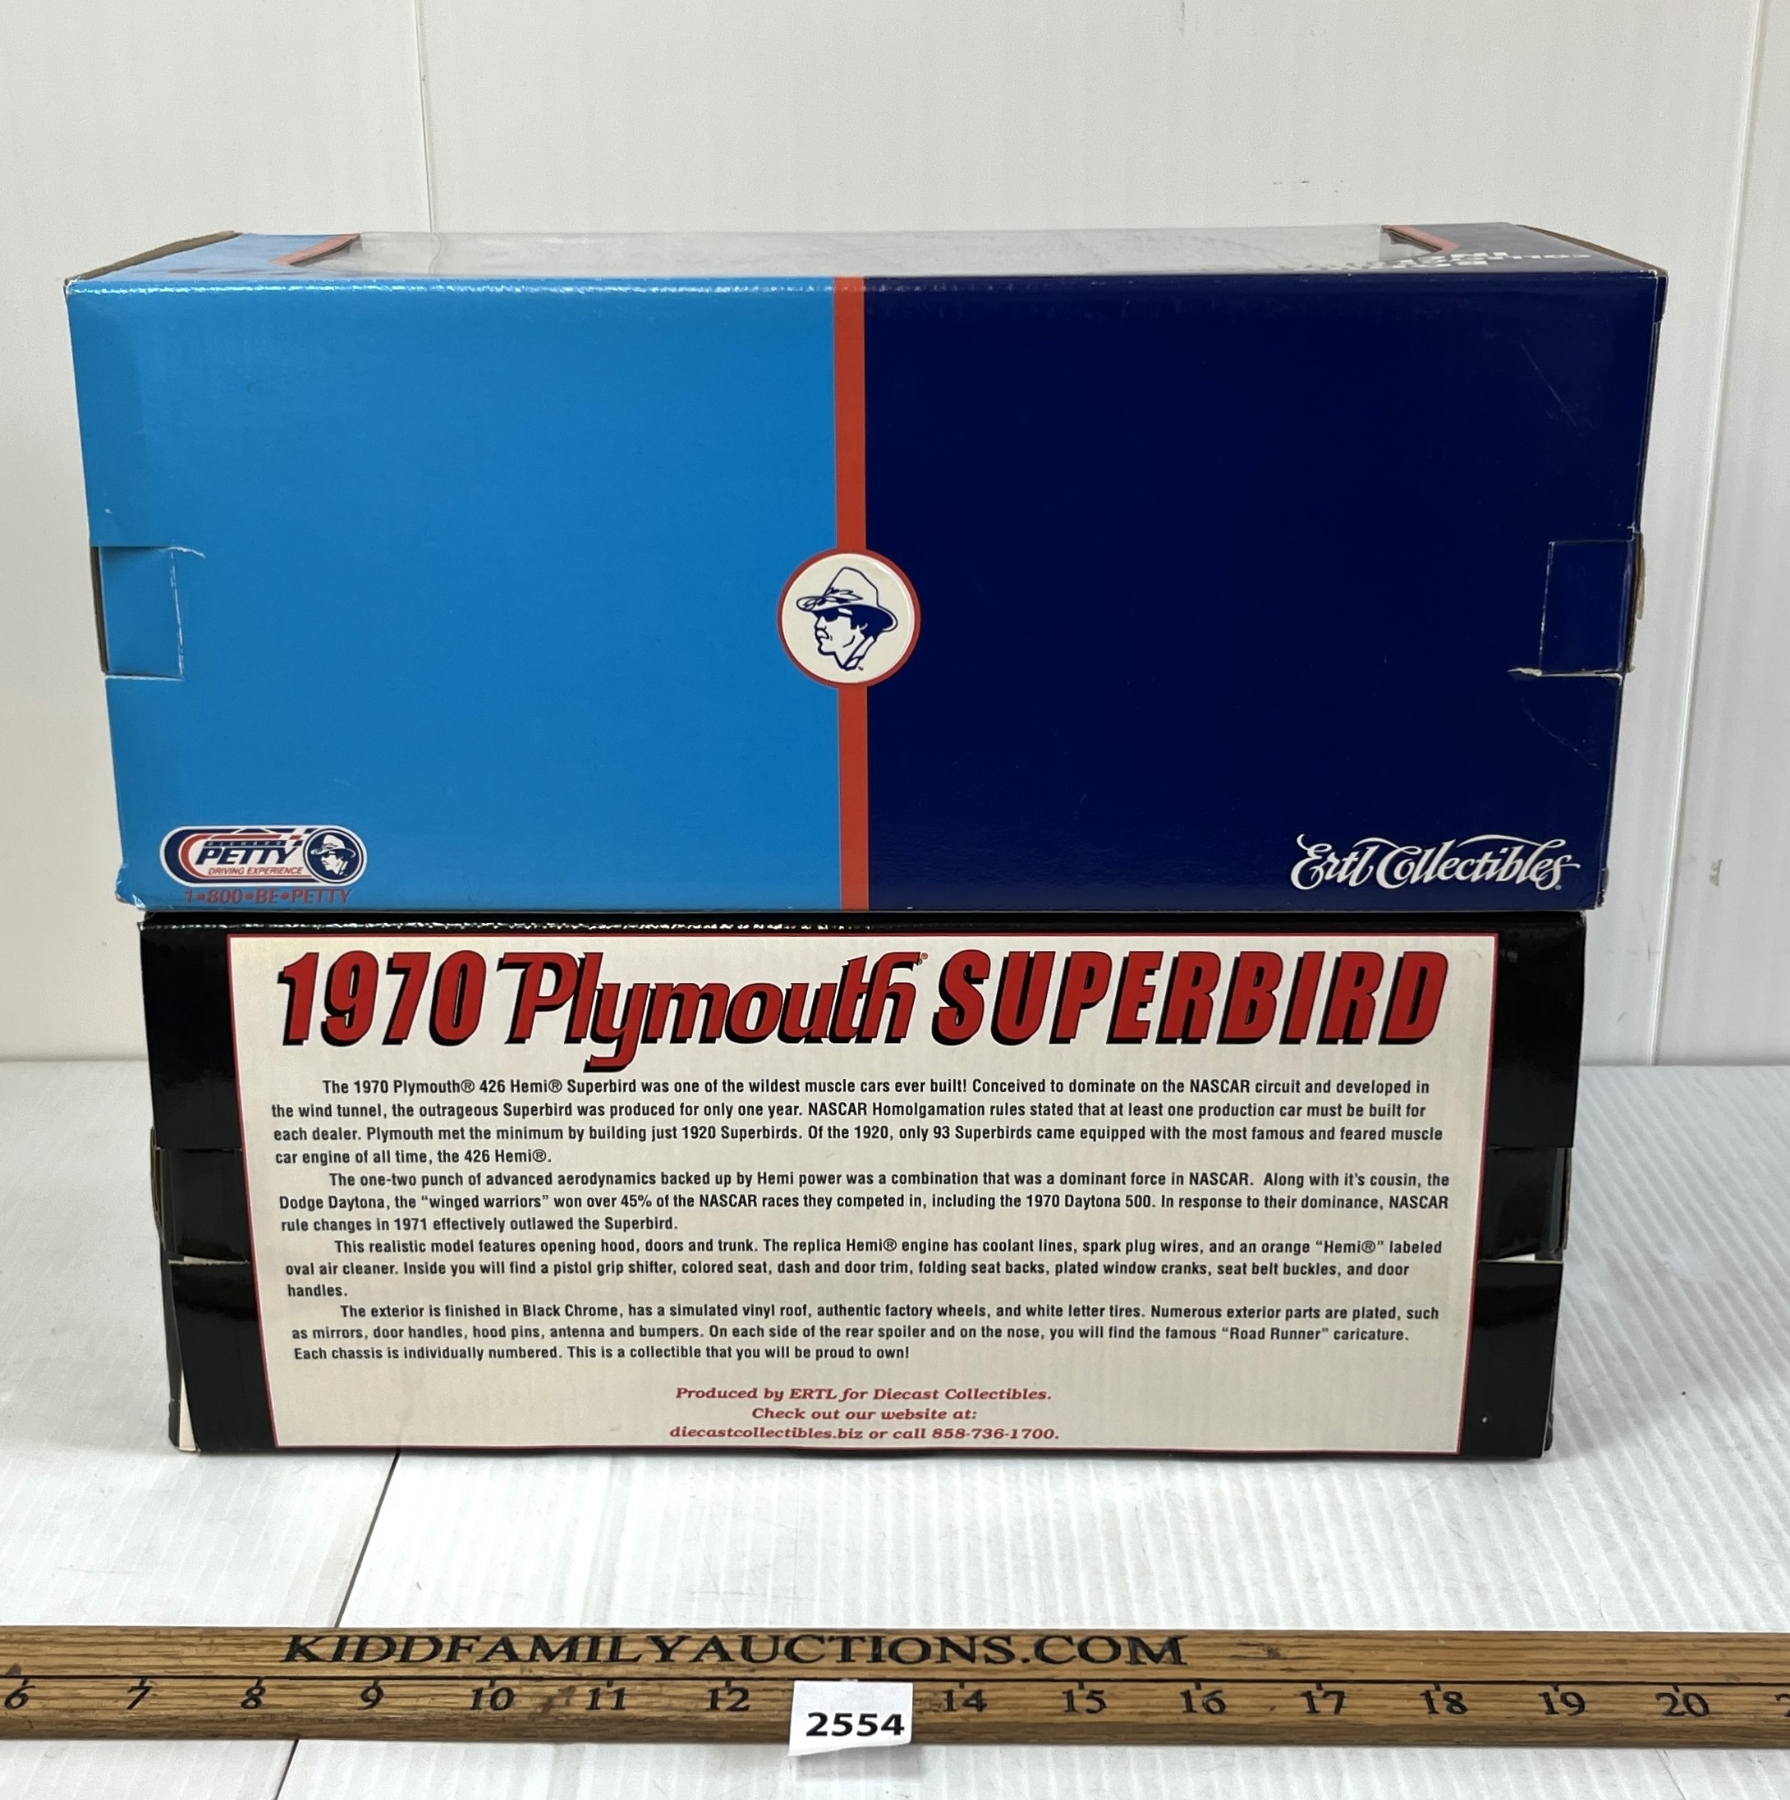 RICHARD
PETTY
DRIVING EXPERIENCE
1•800•BE•PETTY
Ertl Collectibles®
1970 Plymouth® SUPERBIRD
The 1970 Plymouth® 426 Hemi® Superbird was one of the wildest muscle cars ever built! Conceived to dominate on the NASCAR circuit and developed in
the wind tunnel, the outrageous Superbird was produced for only one year. NASCAR Homolgamation rules stated that at least one production car must be built for
each dealer. Plymouth met the minimum by building just 1920 Superbirds. Of the 1920, only 93 Superbirds came equipped with the most famous and feared muscle
car engine of all time, the 426 Hemi®.
The one-two punch of advanced aerodynamics backed up by Hemi power was a combination that was a dominant force in NASCAR. Along with it's cousin, the
Dodge Daytona, the “winged warriors” won over 45% of the NASCAR races they competed in, including the 1970 Daytona 500. In response to their dominance, NASCAR
rule changes in 1971 effectively outlawed the Superbird.
This realistic model features opening hood, doors and trunk. The replica Hemi® engine has coolant lines, spark plug wires, and an orange “Hemi®” labeled
oval air cleaner. Inside you will find a pistol grip shifter, colored seat, dash and door trim, folding seat backs, plated window cranks, seat belt buckles, and door
handles.
The exterior is finished in Black Chrome, has a simulated vinyl roof, authentic factory wheels, and white letter tires. Numerous exterior parts are plated, such
as mirrors, door handles, hood pins, antenna and bumpers. On each side of the rear spoiler and on the nose, you will find the famous “Road Runner” caricature.
Each chassis is individually numbered. This is a collectible that you will be proud to own!
Produced by ERTL for Diecast Collectibles.
Check out our website at:
diecastcollectibles.biz or call 858-736-1700.
KIDDFAMILYAUCTIONS.COM
6 7 8 9 10 11 12 14 15 16 17 18 19 20
2554